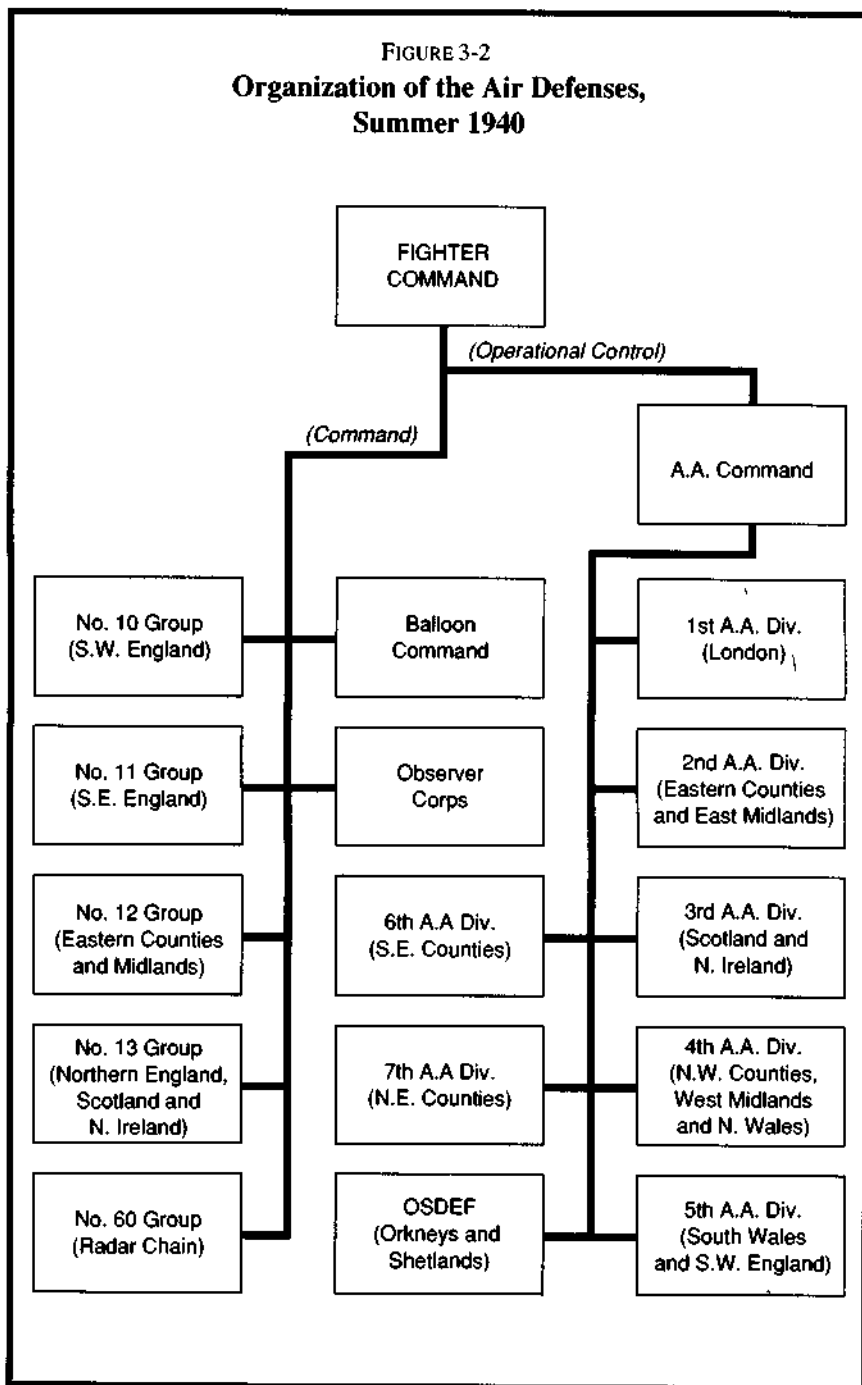 FIGURE 3-2
Organization of the Air Defenses,
Summer 1940
FIGHTER
COMMAND
(Operational Control)
(Command)
A.A. Command
No. 10 Group
(S.W. England)
Balloon
Command
1st A.A. Div.
(London)
No. 11 Group
(S.E. England)
Observer
Corps
2nd A.A. Div.
(Eastern Counties
and East Midlands)
No. 12 Group
(Eastern Counties
and Midlands)
6th A.A Div.
(S.E. Counties)
3rd A.A. Div.
(Scotland and
N. Ireland)
No. 13 Group
(Northern England,
Scotland and
N. Ireland)
7th A.A Div.
(N.E. Counties)
4th A.A. Div.
(N.W. Counties,
West Midlands
and N. Wales)
No. 60 Group
(Radar Chain)
OSDEF
(Orkneys and
Shetlands)
5th A.A. Div.
(South Wales
and S.W. England)